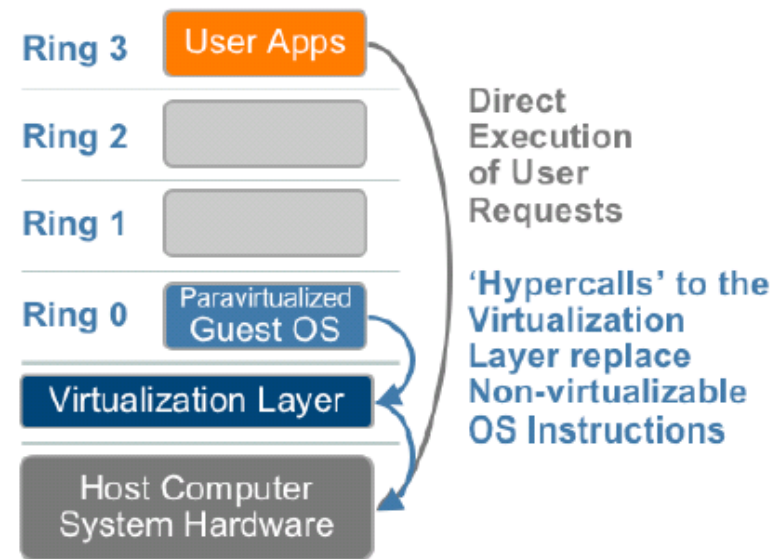 Ring 3
User Apps
Ring 2
Ring 1
Ring 0
Paravirtualized
Guest OS
Virtualization Layer
Host Computer
System Hardware
Direct
Execution
of User
Requests
‘Hypercalls’ to the
Virtualization
Layer replace
Non-virtualizable
OS Instructions